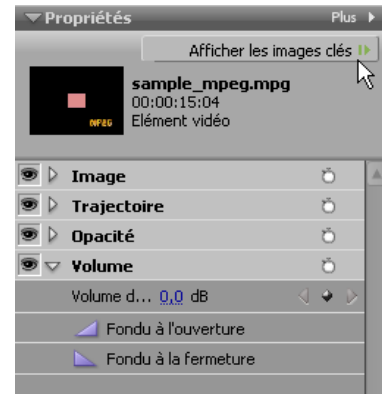 Propriétés Plus
Afficher les images clés
sample_mpeg.mpg
00:00:15:04
Elément vidéo
MPEG
Image
Trajectoire
Opacité
Volume
Volume d... 0,0 dB
Fondu à l'ouverture
Fondu à la fermeture